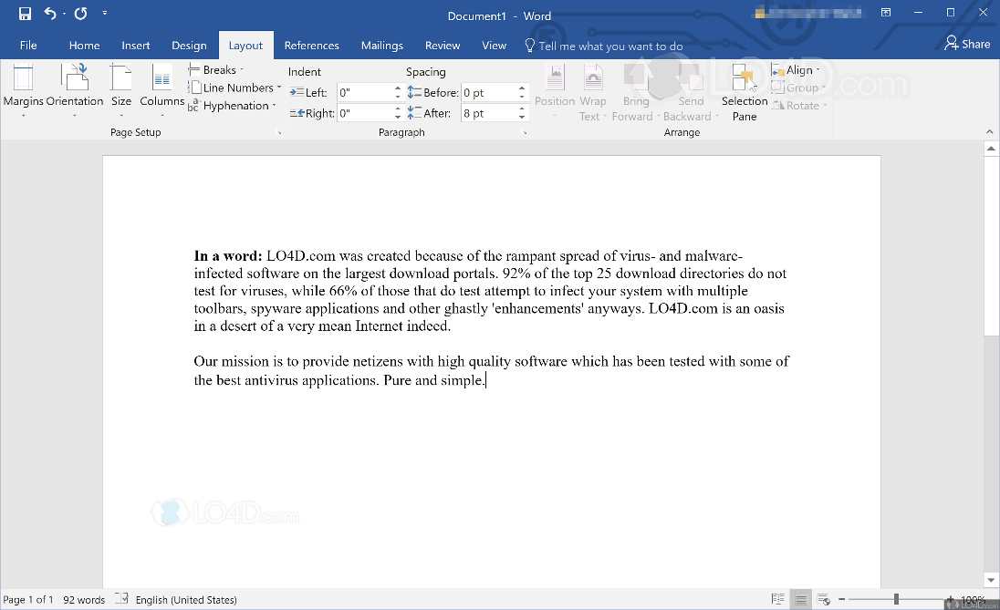 Document1 - Word
File Home Insert Design Layout References Mailings Review View Tell me what you want to do Share
Margins Orientation Size Columns
Breaks
Line Numbers
Hyphenation
Page Setup
Indent Spacing
Left: 0" Before: 0 pt
Right: 0" After: 8 pt
Paragraph
Position Wrap Text Bring Forward Send Backward Selection Pane
Align
Group
Rotate
Arrange
LO4D.com
In a word: LO4D.com was created because of the rampant spread of virus- and malware-
infected software on the largest download portals. 92% of the top 25 download directories do not
test for viruses, while 66% of those that do test attempt to infect your system with multiple
toolbars, spyware applications and other ghastly 'enhancements' anyways. LO4D.com is an oasis
in a desert of a very mean Internet indeed.
Our mission is to provide netizens with high quality software which has been tested with some of
the best antivirus applications. Pure and simple.
LO4D.com
Page 1 of 1 92 words English (United States) 100%
LO4D.com